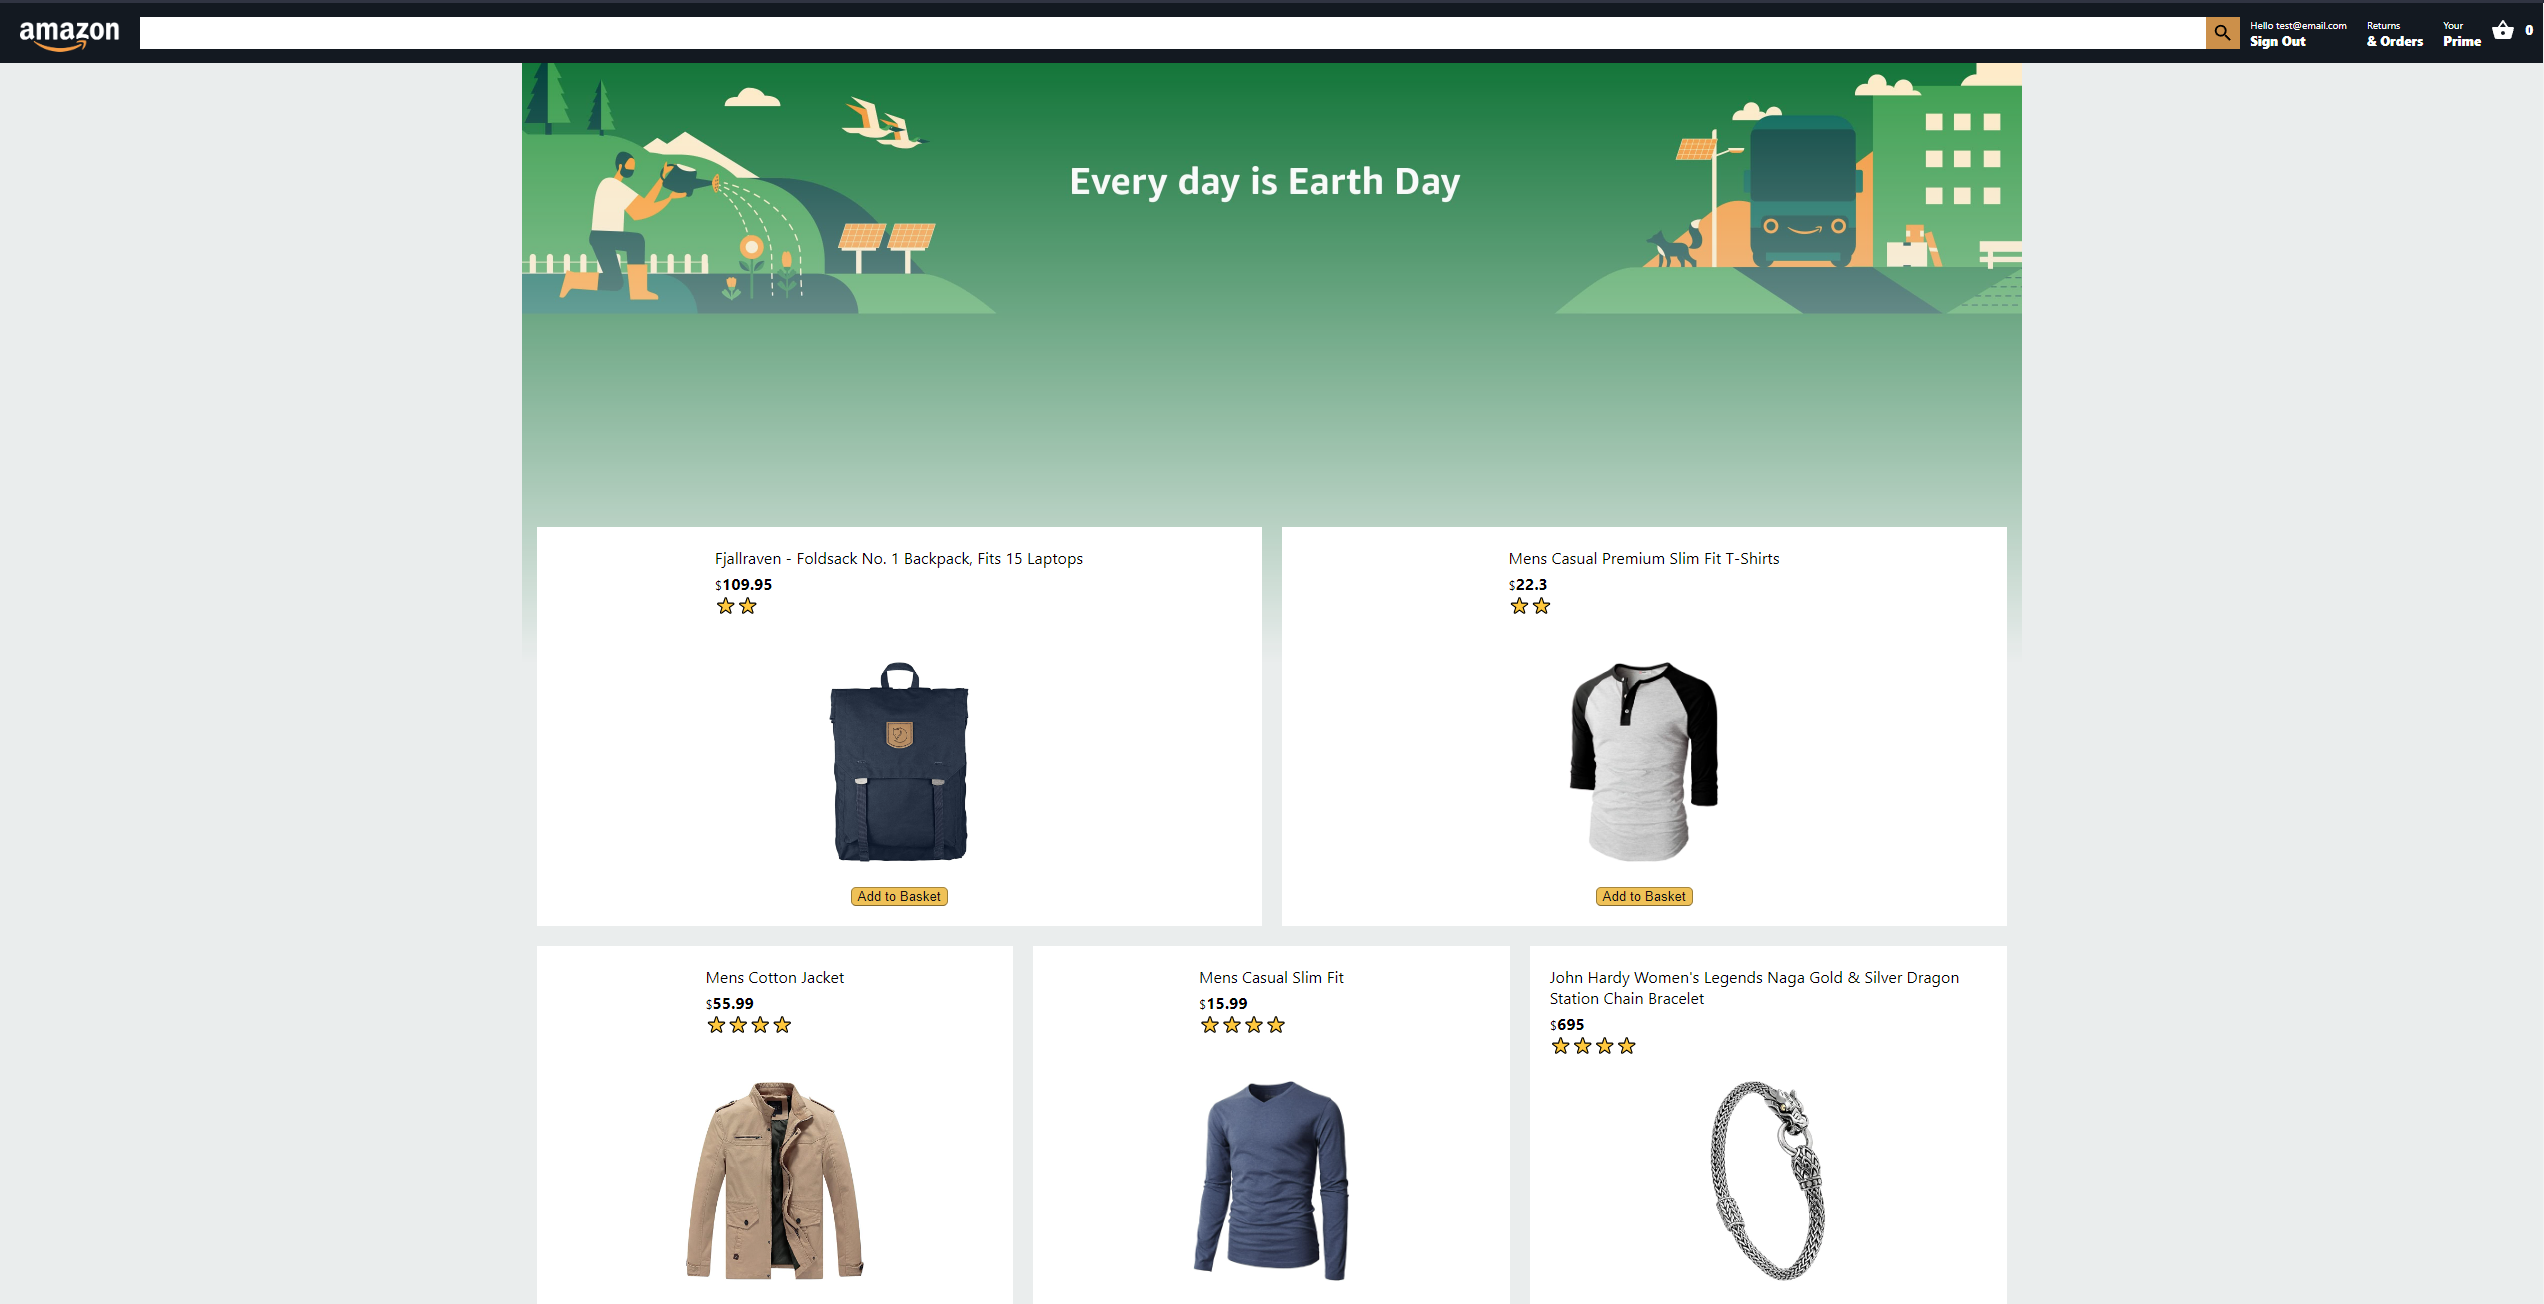 amazon
Hello test@email.com
Sign Out
Returns
& Orders
Your
Prime
0
Every day is Earth Day
Fjallraven - Foldsack No. 1 Backpack, Fits 15 Laptops
$109.95
Add to Basket
Mens Casual Premium Slim Fit T-Shirts
$22.3
Add to Basket
Mens Cotton Jacket
$55.99
Mens Casual Slim Fit
$15.99
John Hardy Women's Legends Naga Gold & Silver Dragon
Station Chain Bracelet
$695